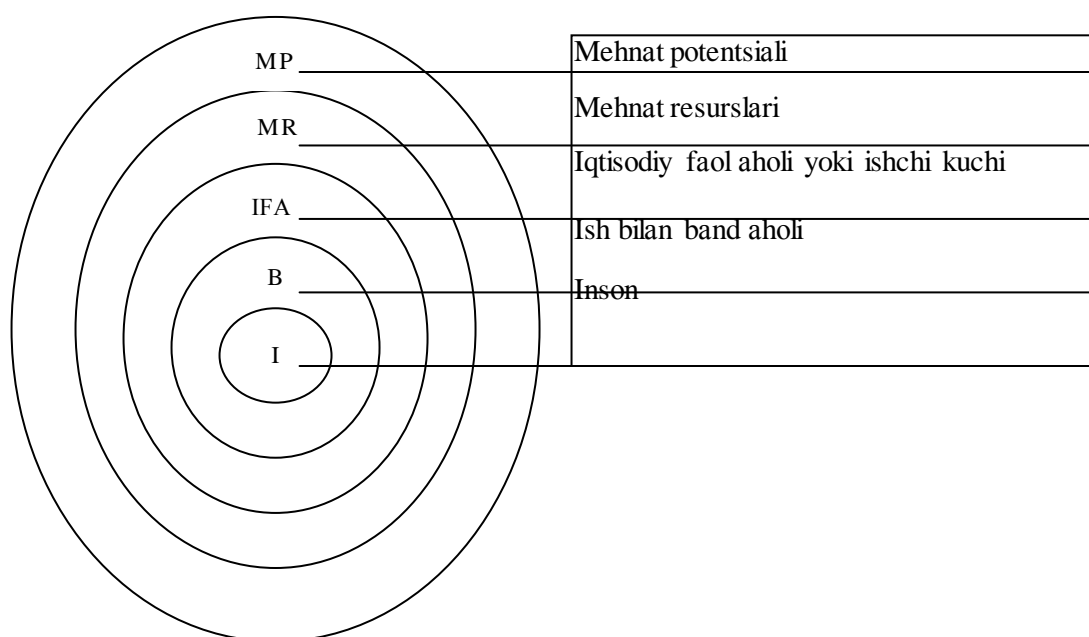 MP
Mehnat potentsiali
MR
Mehnat resurslari
IFA
Iqtisodiy faol aholi yoki ishchi kuchi
B
Ish bilan band aholi
I
Inson